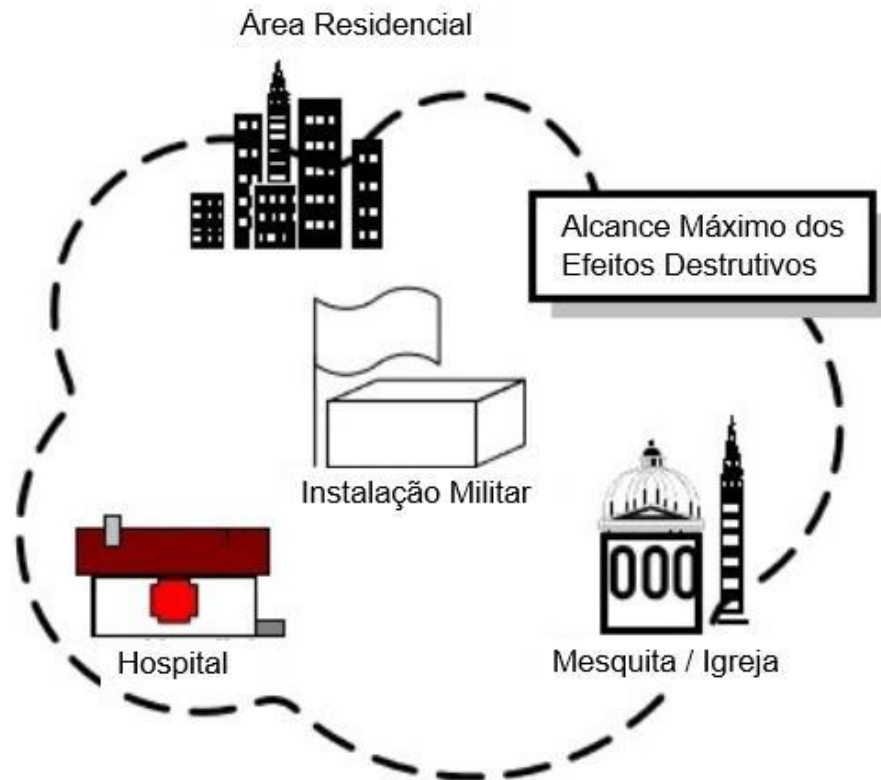 Área Residencial
Alcance Máximo dos
Efeitos Destrutivos
Instalação Militar
Hospital
Mesquita / Igreja